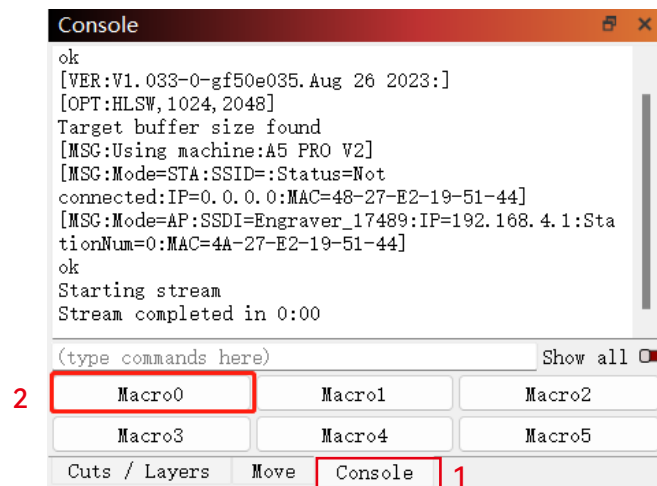 Console
ok
[VER:V1.033-0-gf50e035.Aug 26 2023:]
[OPT:HLSW,1024,2048]
Target buffer size found
[MSG:Using machine:A5 PRO V2]
[MSG:Mode=STA:SSID=:Status=Not
connected:IP=0.0.0.0:MAC=48-27-E2-19-51-44]
[MSG:Mode=AP:SSDI=Engraver_17489:IP=192.168.4.1:Sta
tionNum=0:MAC=4A-27-E2-19-51-44]
ok
Starting stream
Stream completed in 0:00
(type commands here) Show all
2 Macro0 Macro1 Macro2
Macro3 Macro4 Macro5
Cuts / Layers Move Console 1